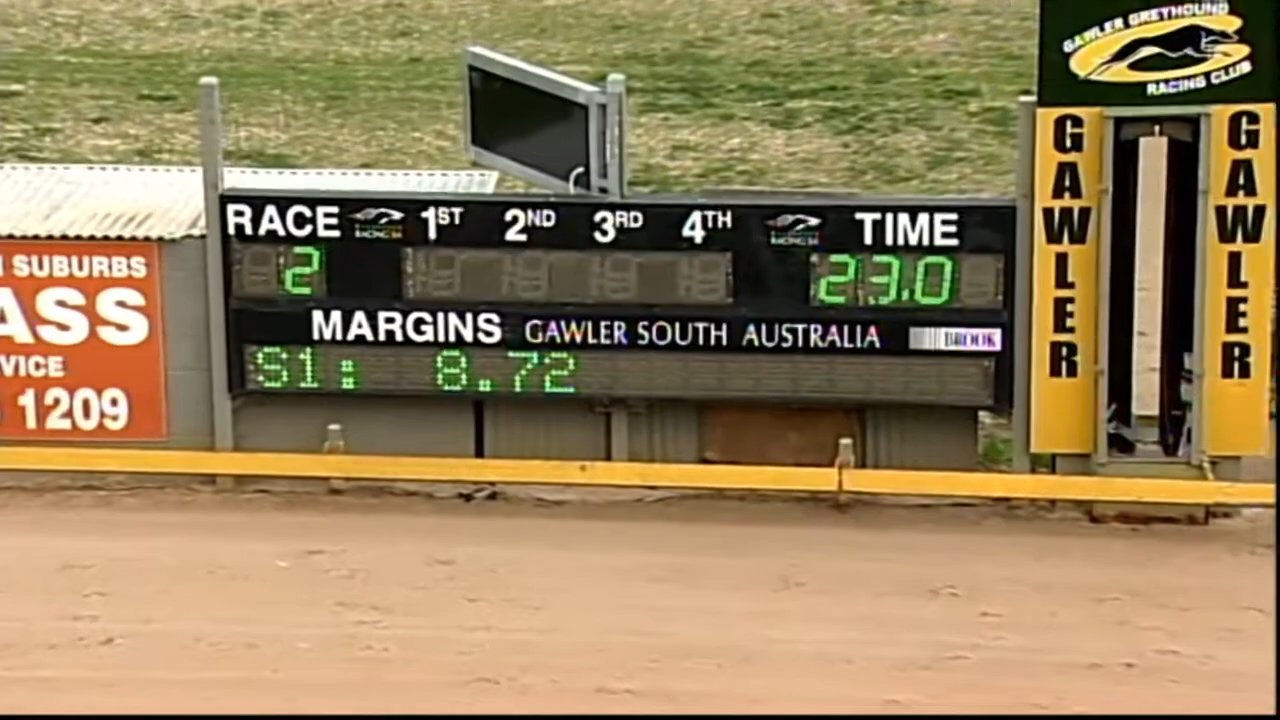 GAWLER GREYHOUND
RACING CLUB
GAWLER
GAWLER
RACE 1ST 2ND 3RD 4TH TIME
2 23.0
MARGINS GAWLER SOUTH AUSTRALIA BROOK
S1: 8.72
SUBURBS
ASS
VICE
1209